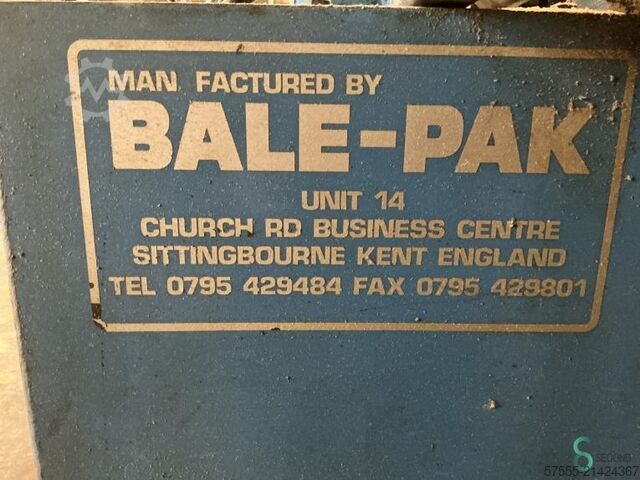 MAN FACTURED BY
BALE-PAK
UNIT 14
CHURCH RD BUSINESS CENTRE
SITTINGBOURNE KENT ENGLAND
TEL 0795 429484 FAX 0795 429801
S SECOND
57555-21424367